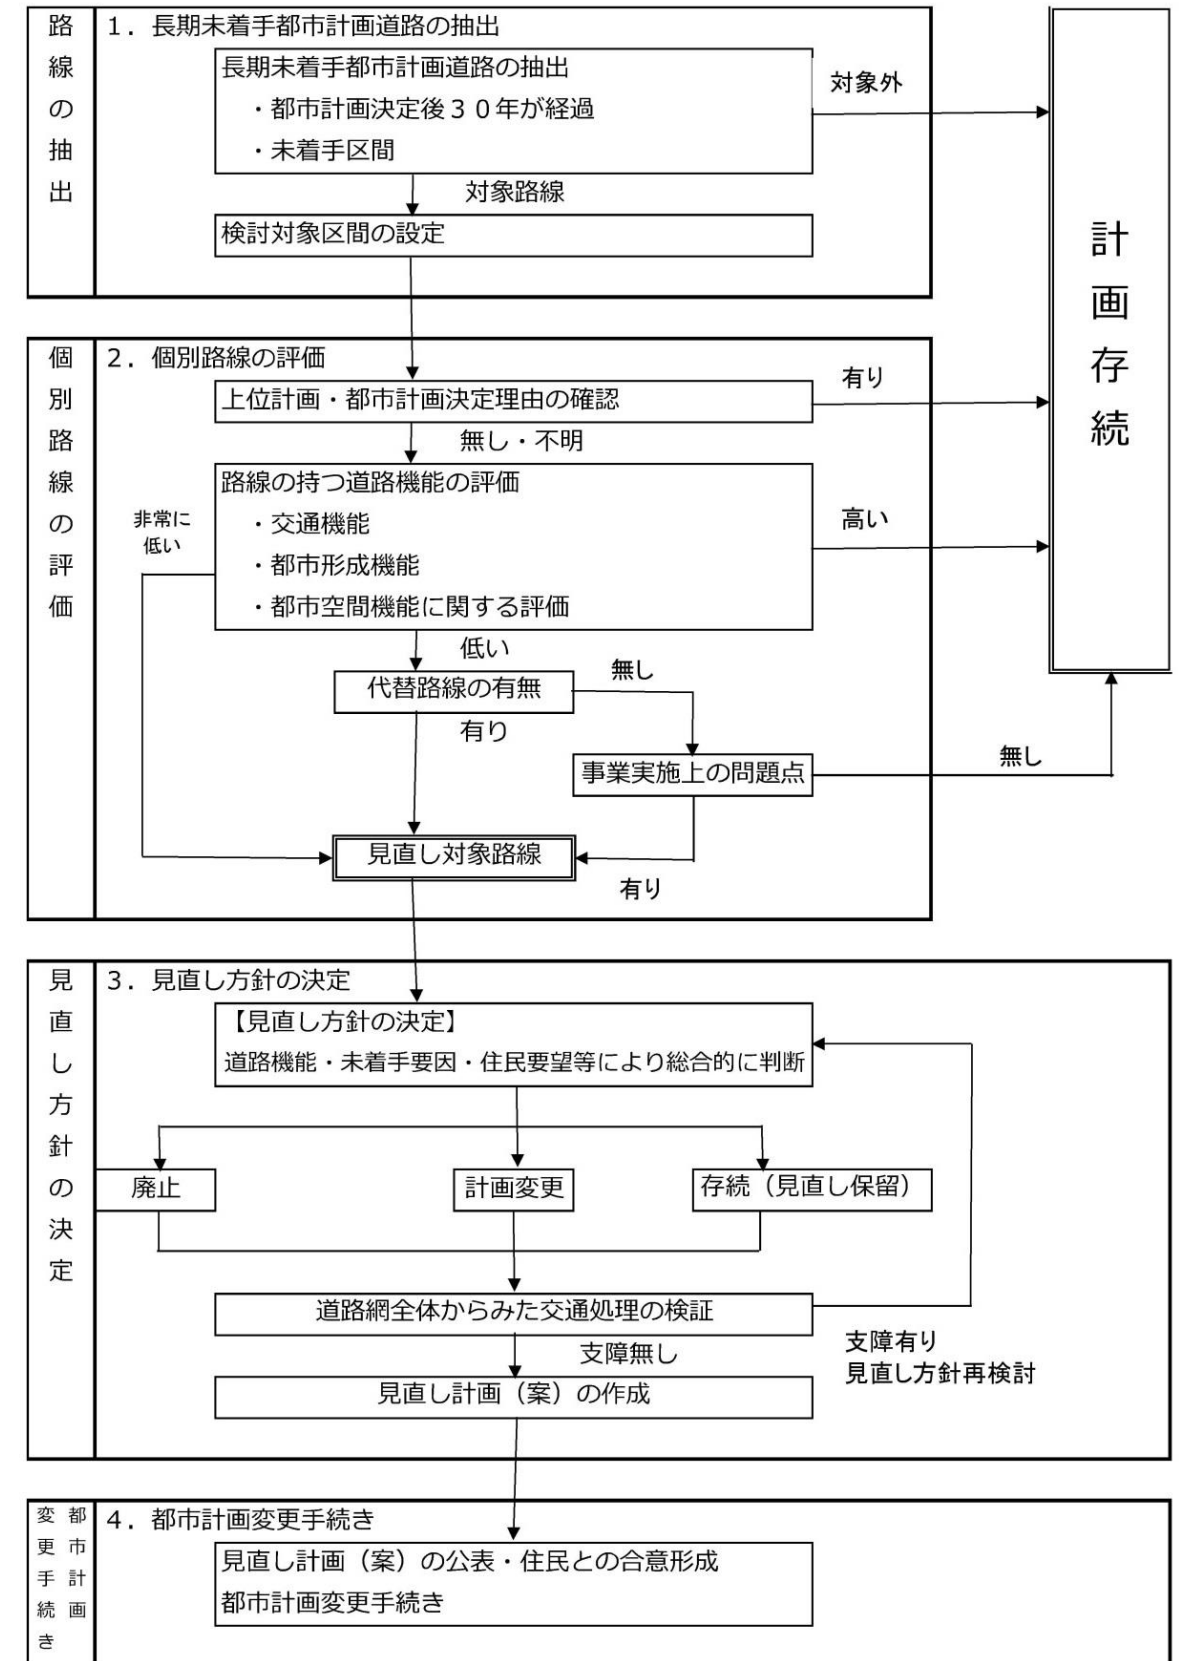 路線の抽出
1．長期未着手都市計画道路の抽出
長期未着手都市計画道路の抽出
・都市計画決定後３０年が経過
・未着手区間
対象外
対象路線
検討対象区間の設定
計画存続
個別路線の評価
2．個別路線の評価
上位計画・都市計画決定理由の確認
有り
無し・不明
路線の持つ道路機能の評価
・交通機能
・都市形成機能
・都市空間機能に関する評価
非常に
低い
高い
低い
代替路線の有無
無し
有り
事業実施上の問題点
無し
見直し対象路線
有り
見直し方針の決定
3．見直し方針の決定
【見直し方針の決定】
道路機能・未着手要因・住民要望等により総合的に判断
廃止
計画変更
存続（見直し保留）
道路網全体からみた交通処理の検証
支障有り
見直し方針再検討
支障無し
見直し計画（案）の作成
都市計画
変更手続き
4．都市計画変更手続き
見直し計画（案）の公表・住民との合意形成
都市計画変更手続き